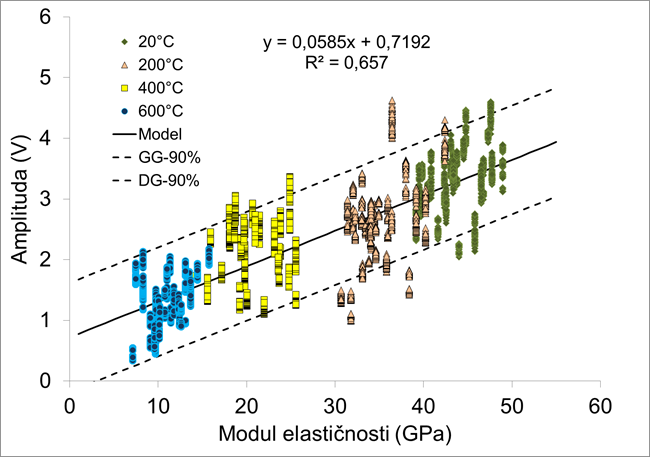 6
5
4
3
2
1
0
Amplituda (V)
20°C
200°C
400°C
600°C
Model
GG-90%
DG-90%
y = 0,0585x + 0,7192
R² = 0,657
0
10
20
30
40
50
60
Modul elastičnosti (GPa)